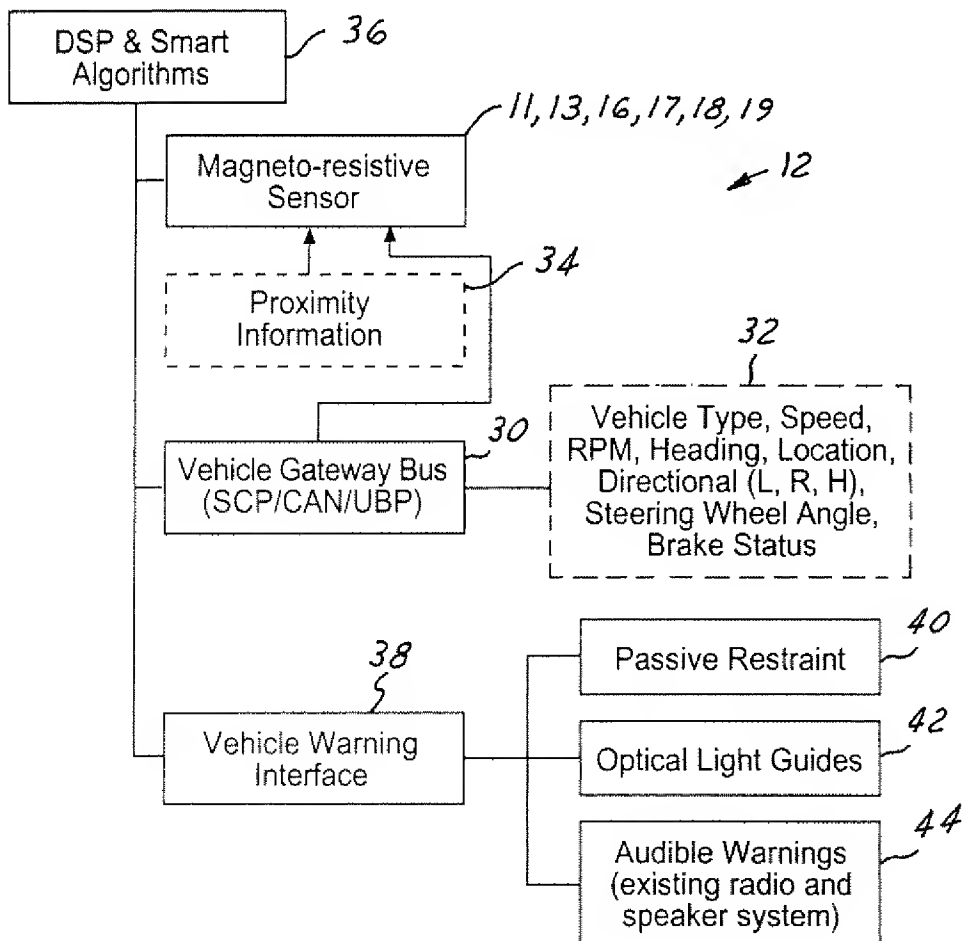 DSP & Smart
Algorithms
36
11, 13, 16, 17, 18, 19
Magneto-resistive
Sensor
12
34
Proximity
Information
32
Vehicle Type, Speed,
RPM, Heading, Location,
Directional (L, R, H),
Steering Wheel Angle,
Brake Status
30
Vehicle Gateway Bus
(SCP/CAN/UBP)
40
Passive Restraint
38
Vehicle Warning
Interface
42
Optical Light Guides
44
Audible Warnings
(existing radio and
speaker system)